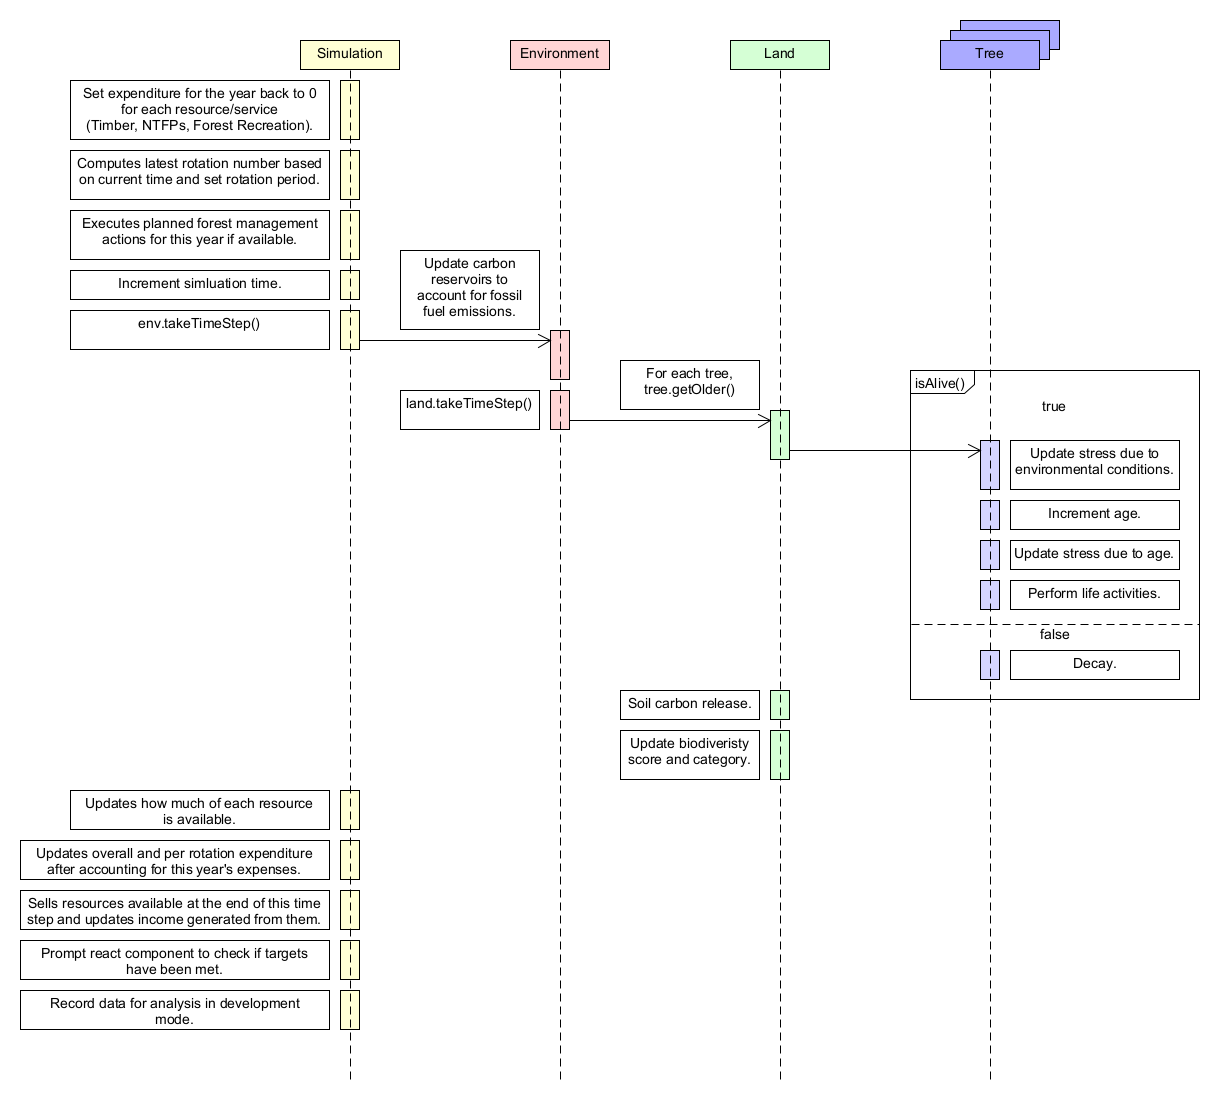 Simulation
Environment
Land
Tree
Set expenditure for the year back to 0
for each resource/service
(Timber, NTFPs, Forest Recreation).
Computes latest rotation number based
on current time and set rotation period.
Executes planned forest management
actions for this year if available.
Increment simluation time.
env.takeTimeStep()
Update carbon
reservoirs to
account for fossil
fuel emissions.
land.takeTimeStep()
For each tree,
tree.getOlder()
isAlive()
true
Update stress due to
environmental conditions.
Increment age.
Update stress due to age.
Perform life activities.
false
Decay.
Soil carbon release.
Update biodiveristy
score and category.
Updates how much of each resource
is available.
Updates overall and per rotation expenditure
after accounting for this year's expenses.
Sells resources available at the end of this time
step and updates income generated from them.
Prompt react component to check if targets
have been met.
Record data for analysis in development
mode.